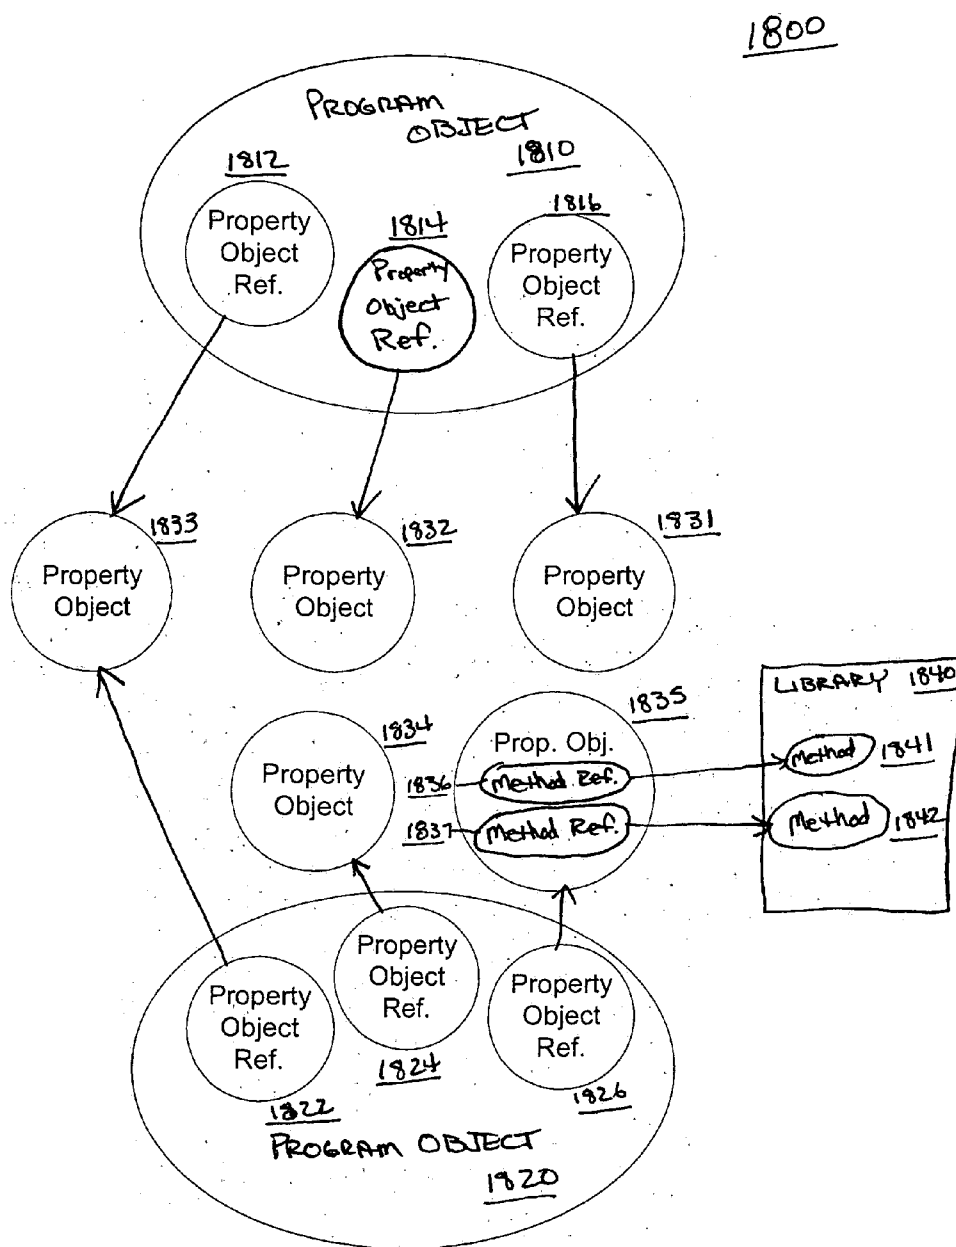 1800
PROGRAM
OBJECT
1812
1810
Property
Object
Ref.
1814
Property
Object
Ref.
1816
Property
Object
Ref.
1833
Property
Object
1832
Property
Object
1831
Property
Object
LIBRARY 1840
1834
Property
Object
1835
Prop. Obj.
1836
Method Ref.
Method
1841
1837
Method Ref.
Method
1842
Property
Object
Ref.
1822
Property
Object
Ref.
1824
Property
Object
Ref.
1826
PROGRAM OBJECT
1820